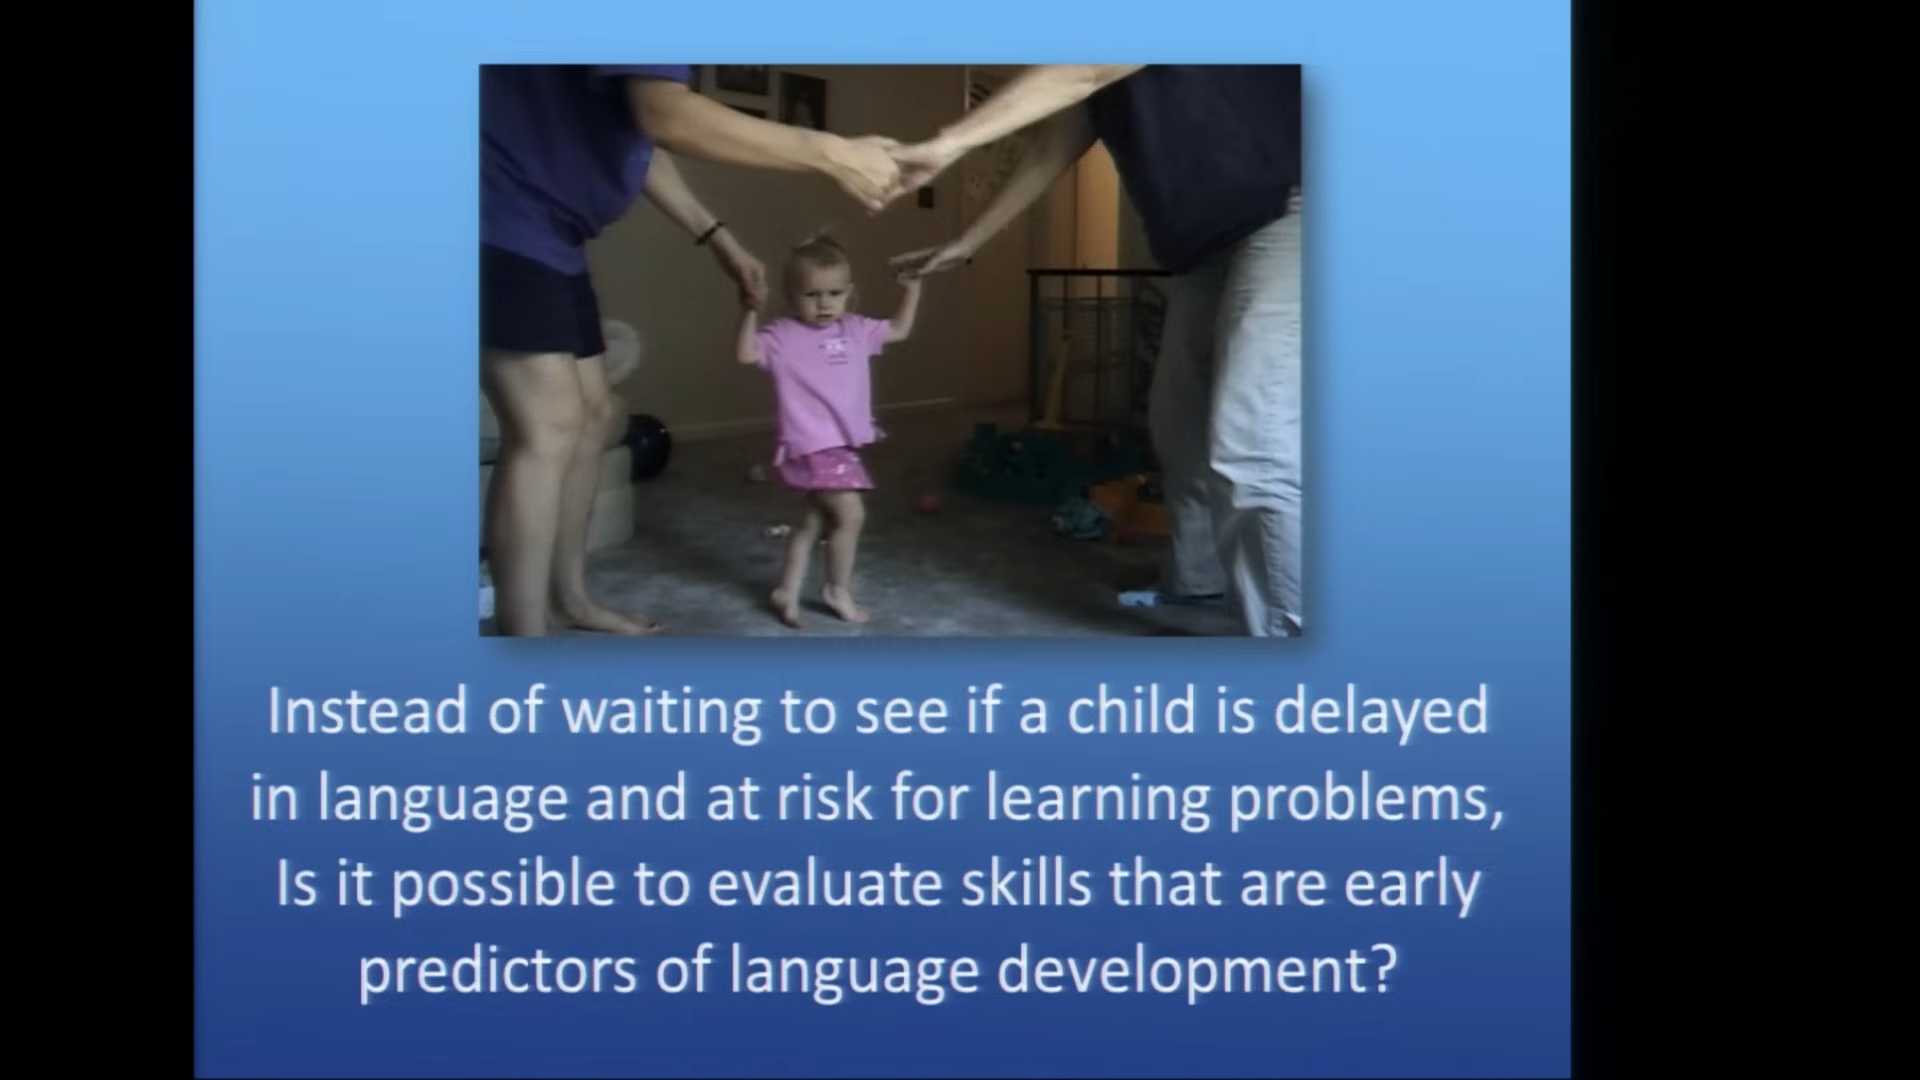 Instead of waiting to see if a child is delayed
in language and at risk for learning problems,
Is it possible to evaluate skills that are early
predictors of language development?